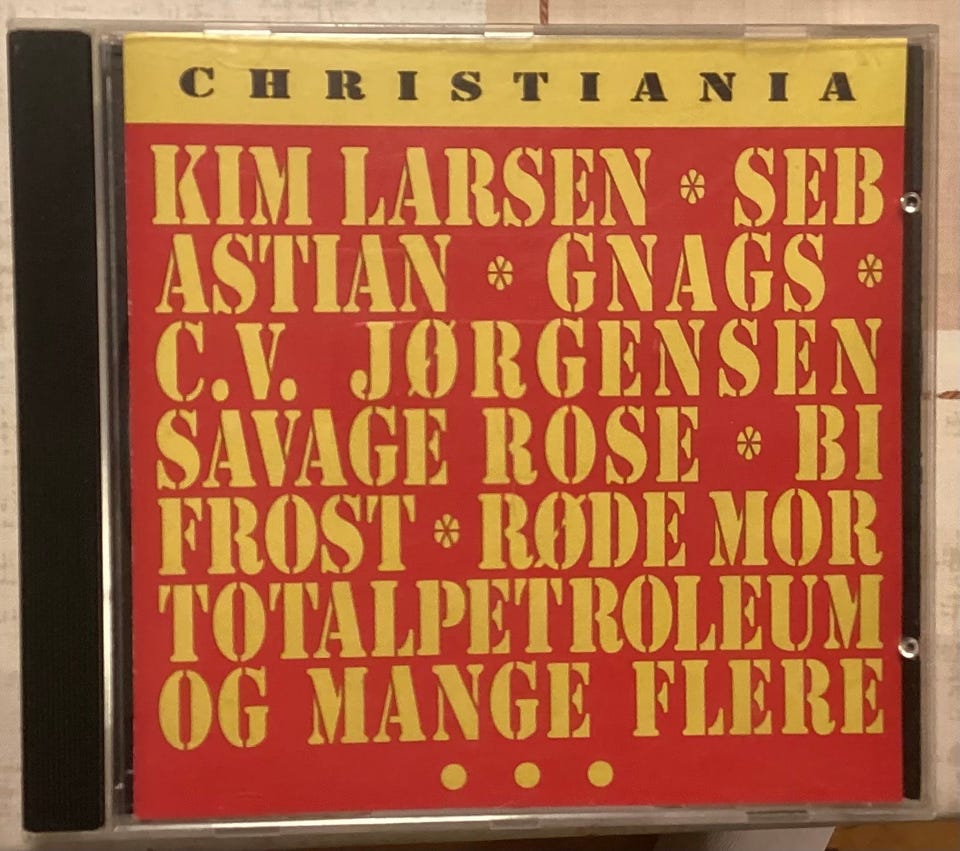 CHRISTIANIA
KIM LARSEN * SEB
ASTIAN * GNAGS *
C.V. JØRGENSEN
SAVAGE ROSE * BI
FROST * RØDE MOR
TOTALPETROLEUM
OG MANGE FLERE
• • •